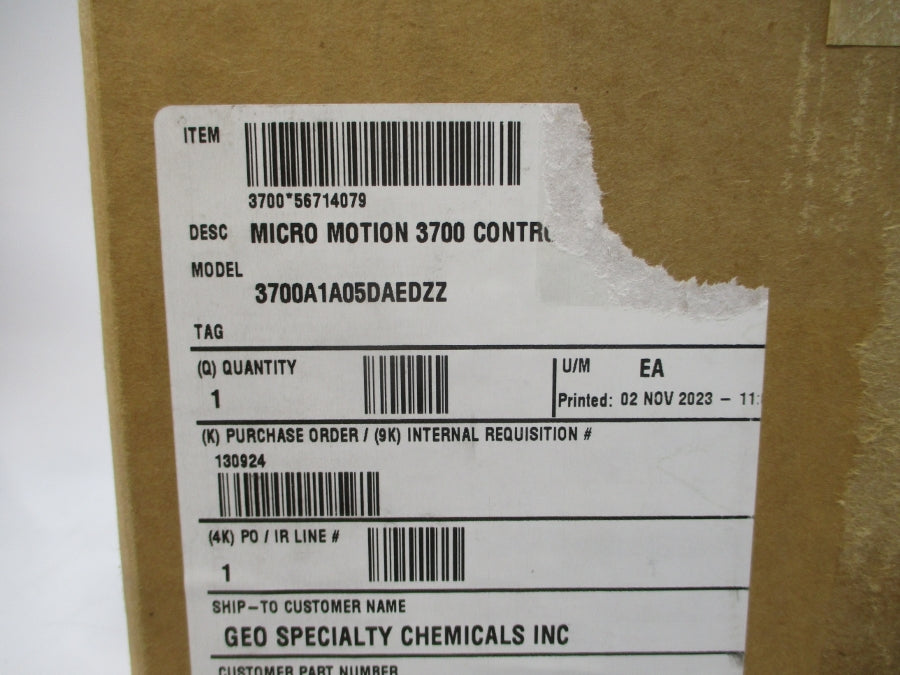 ITEM
3700*56714079
DESC MICRO MOTION 3700
MODEL
3700A1A05DAEDZZ
TAG
(Q) QUANTITY
1
U/M EA
Printed: 02 NOV 2023 - 11:
(K) PURCHASE ORDER / (9K) INTERNAL REQUISITION #
130924
(4K) PO / IR LINE #
1
SHIP-TO CUSTOMER NAME
GEO SPECIALTY CHEMICALS INC
CUSTOMER PART NUMBER